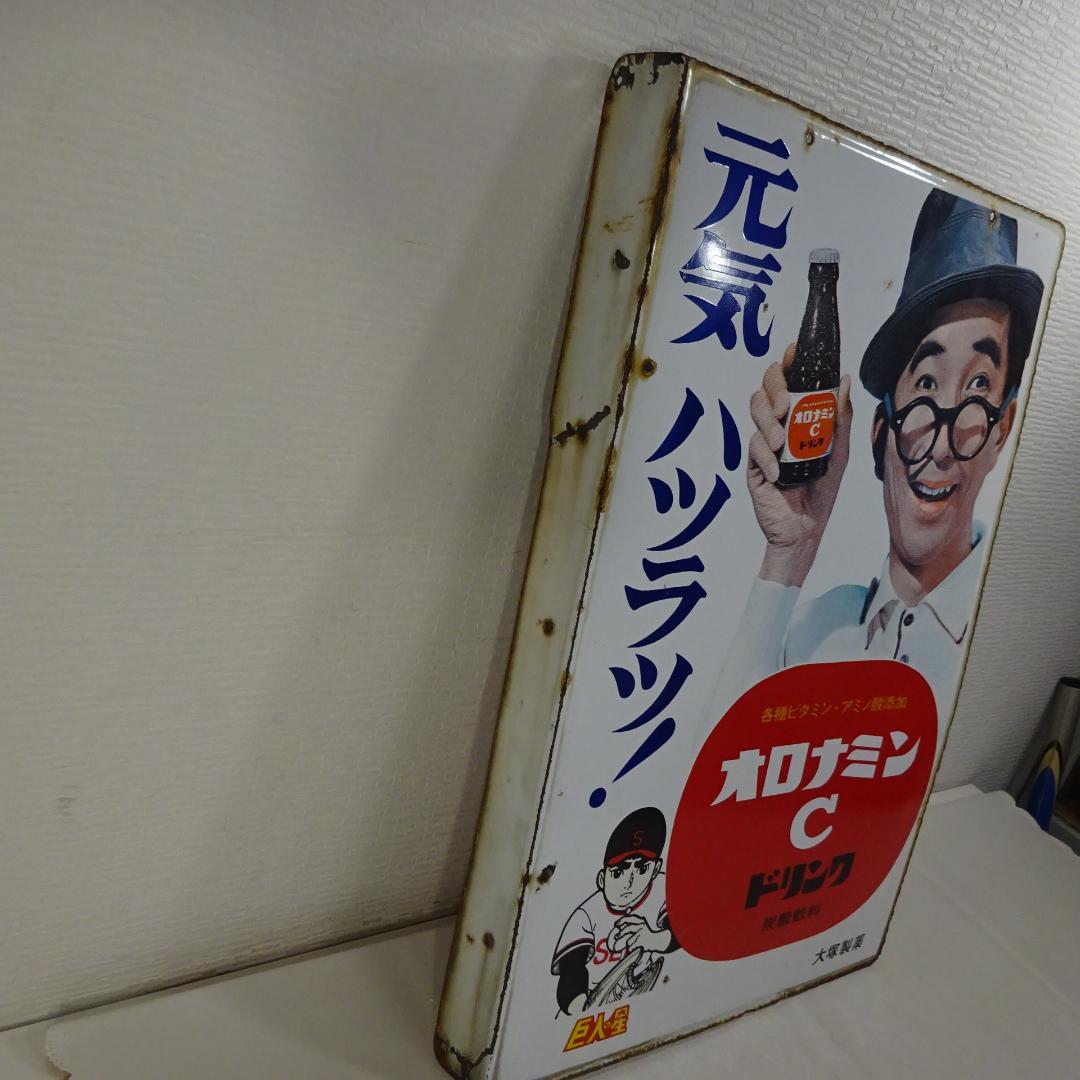 元気 ハツラツ!
オロナミン
C
ドリンク
各種ビタミン・アミノ酸添加
オロナミン
C
ドリンク
炭酸飲料
大塚製薬
S
巨人の星